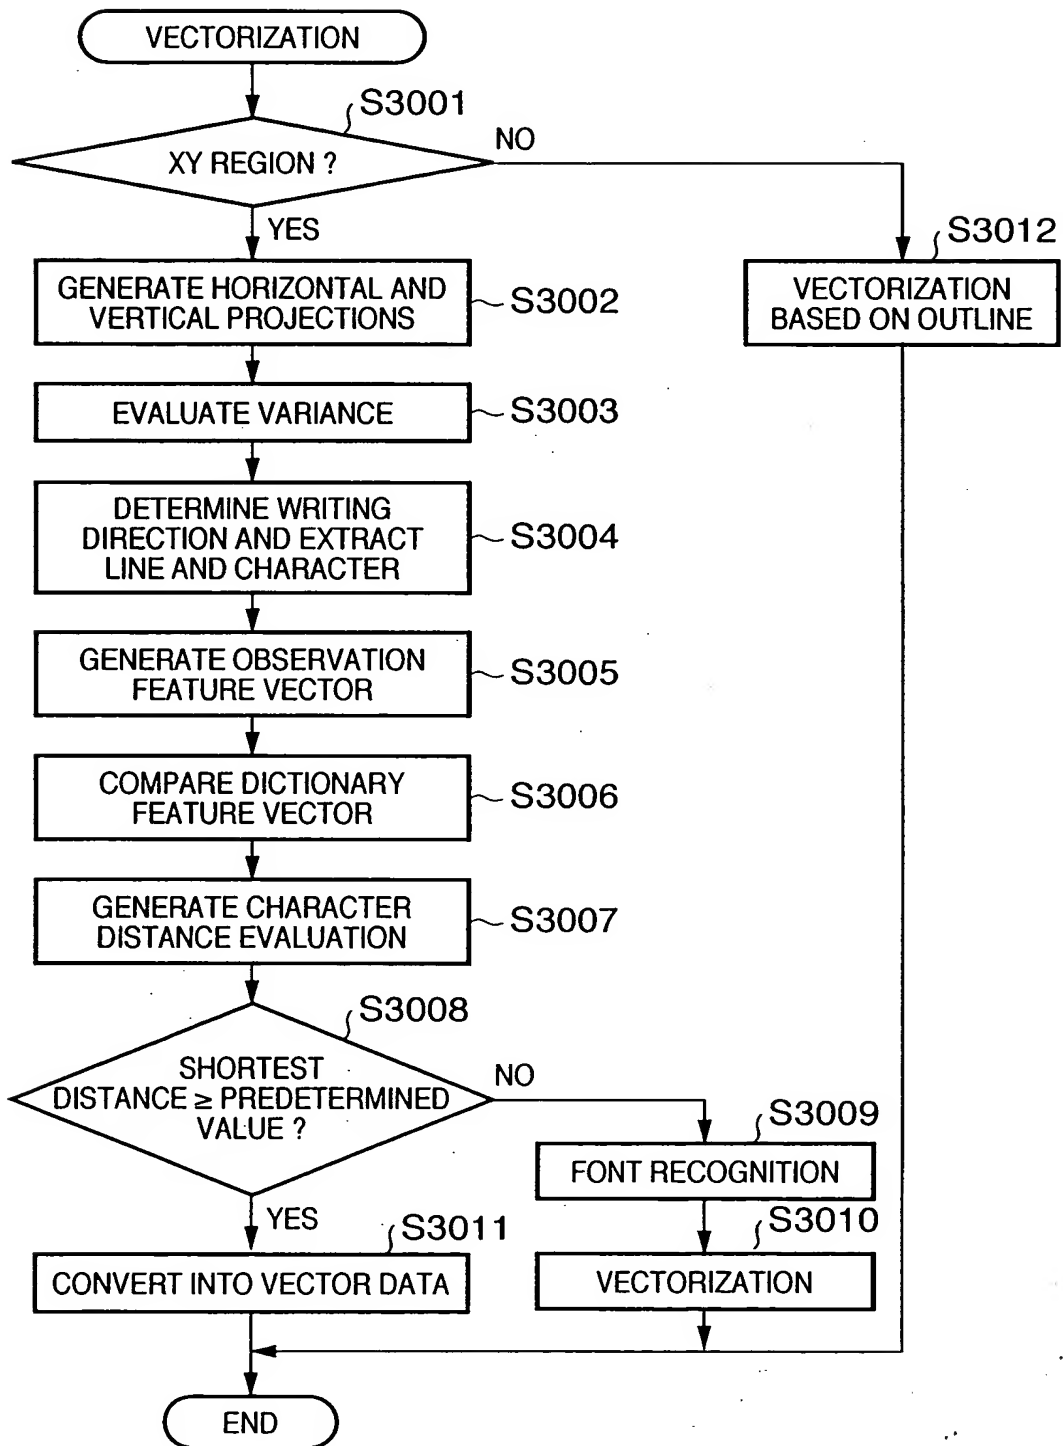 VECTORIZATION
S3001
XY REGION ?
NO
YES
S3012
GENERATE HORIZONTAL AND
VERTICAL PROJECTIONS
S3002
VECTORIZATION
BASED ON OUTLINE
EVALUATE VARIANCE
S3003
DETERMINE WRITING
DIRECTION AND EXTRACT
LINE AND CHARACTER
S3004
GENERATE OBSERVATION
FEATURE VECTOR
S3005
COMPARE DICTIONARY
FEATURE VECTOR
S3006
GENERATE CHARACTER
DISTANCE EVALUATION
S3007
S3008
SHORTEST
DISTANCE ≥ PREDETERMINED
VALUE ?
NO
S3009
FONT RECOGNITION
YES
S3011
S3010
CONVERT INTO VECTOR DATA
VECTORIZATION
END